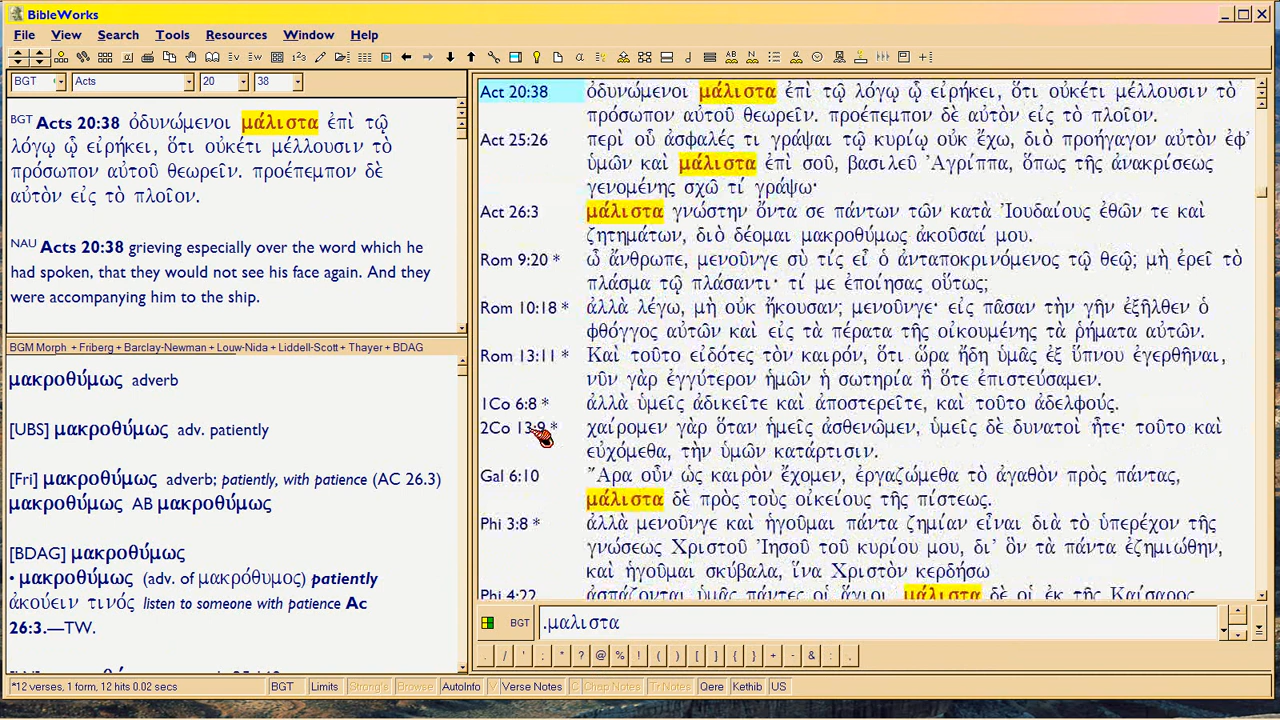 BibleWorks
File View Search Tools Resources Window Help
BGT Acts 20 38
BGT Acts 20:38 ὀδυνώμενοι μάλιστα ἐπὶ τῷ
λόγῳ ᾧ εἰρήκει, ὅτι οὐκέτι μέλλουσιν τὸ
πρόσωπον αὐτοῦ θεωρεῖν. προέπεμπον δὲ
αὐτὸν εἰς τὸ πλοῖον.
NAU Acts 20:38 grieving especially over the word which he
had spoken, that they would not see his face again. And they
were accompanying him to the ship.
BGM Morph + Friberg + Barclay-Newman + Louw-Nida + Liddell-Scott + Thayer + BDAG
μακροθύμως adverb
[UBS] μακροθύμως adv. patiently
[Fri] μακροθύμως adverb; patiently, with patience (AC 26.3)
μακροθύμως AB μακροθύμως
[BDAG] μακροθύμως
• μακροθύμως (adv. of μακρόθυμος) patiently
ἀκούειν τινός listen to someone with patience Ac
26:3.—TW.
Act 20:38 ὀδυνώμενοι μάλιστα ἐπὶ τῷ λόγῳ ᾧ εἰρήκει, ὅτι οὐκέτι μέλλουσιν τὸ
πρόσωπον αὐτοῦ θεωρεῖν. προέπεμπον δὲ αὐτὸν εἰς τὸ πλοῖον.
Act 25:26 περὶ οὗ ἀσφαλές τι γράψαι τῷ κυρίῳ οὐκ ἔχω, διὸ προήγαγον αὐτὸν ἐφ᾽
ὑμῶν καὶ μάλιστα ἐπὶ σοῦ, βασιλεῦ Ἀγρίππα, ὅπως τῆς ἀνακρίσεως
γενομένης σχῶ τί γράψω·
Act 26:3 μάλιστα γνώστην ὄντα σε πάντων τῶν κατὰ Ἰουδαίους ἐθῶν τε καὶ
ζητημάτων, διὸ δέομαι μακροθύμως ἀκοῦσαί μου.
Rom 9:20 * ὦ ἄνθρωπε, μενοῦνγε σὺ τίς εἶ ὁ ἀνταποκρινόμενος τῷ θεῷ; μὴ ἐρεῖ τὸ
πλάσμα τῷ πλάσαντι· τί με ἐποίησας οὕτως;
Rom 10:18 * ἀλλὰ λέγω, μὴ οὐκ ἤκουσαν; μενοῦνγε· εἰς πᾶσαν τὴν γῆν ἐξῆλθεν ὁ
φθόγγος αὐτῶν καὶ εἰς τὰ πέρατα τῆς οἰκουμένης τὰ ῥήματα αὐτῶν.
Rom 13:11 * Καὶ τοῦτο εἰδότες τὸν καιρόν, ὅτι ὥρα ἤδη ὑμᾶς ἐξ ὕπνου ἐγερθῆναι,
νῦν γὰρ ἐγγύτερον ἡμῶν ἡ σωτηρία ἢ ὅτε ἐπιστεύσαμεν.
1Co 6:8 * ἀλλὰ ὑμεῖς ἀδικεῖτε καὶ ἀποστερεῖτε, καὶ τοῦτο ἀδελφούς.
2Co 13:9 * χαίρομεν γὰρ ὅταν ἡμεῖς ἀσθενῶμεν, ὑμεῖς δὲ δυνατοὶ ἦτε· τοῦτο καὶ
εὐχόμεθα, τὴν ὑμῶν κατάρτισιν.
Gal 6:10 Ἄρα οὖν ὡς καιρὸν ἔχομεν, ἐργαζώμεθα τὸ ἀγαθὸν πρὸς πάντας,
μάλιστα δὲ πρὸς τοὺς οἰκείους τῆς πίστεως.
Phi 3:8 * ἀλλὰ μενοῦνγε καὶ ἡγοῦμαι πάντα ζημίαν εἶναι διὰ τὸ ὑπερέχον τῆς
γνώσεως Χριστοῦ Ἰησοῦ τοῦ κυρίου μου, δι᾽ ὃν τὰ πάντα ἐζημιώθην,
καὶ ἡγοῦμαι σκύβαλα, ἵνα Χριστὸν κερδήσω
Phi 4:22 ἀσπάζονται ὑμᾶς πάντες οἱ ἅγιοι, μάλιστα δὲ οἱ ἐκ τῆς Καίσαρος
BGT .μαλιστα
. / ' ; * ? @ % ! ( ) [ ] { } + - & : .
*12 verses, 1 form, 12 hits 0.02 secs BGT Limits Strong's Browse AutoInfo V Verse Notes C Chap Notes Tr Notes Qere Kethib US